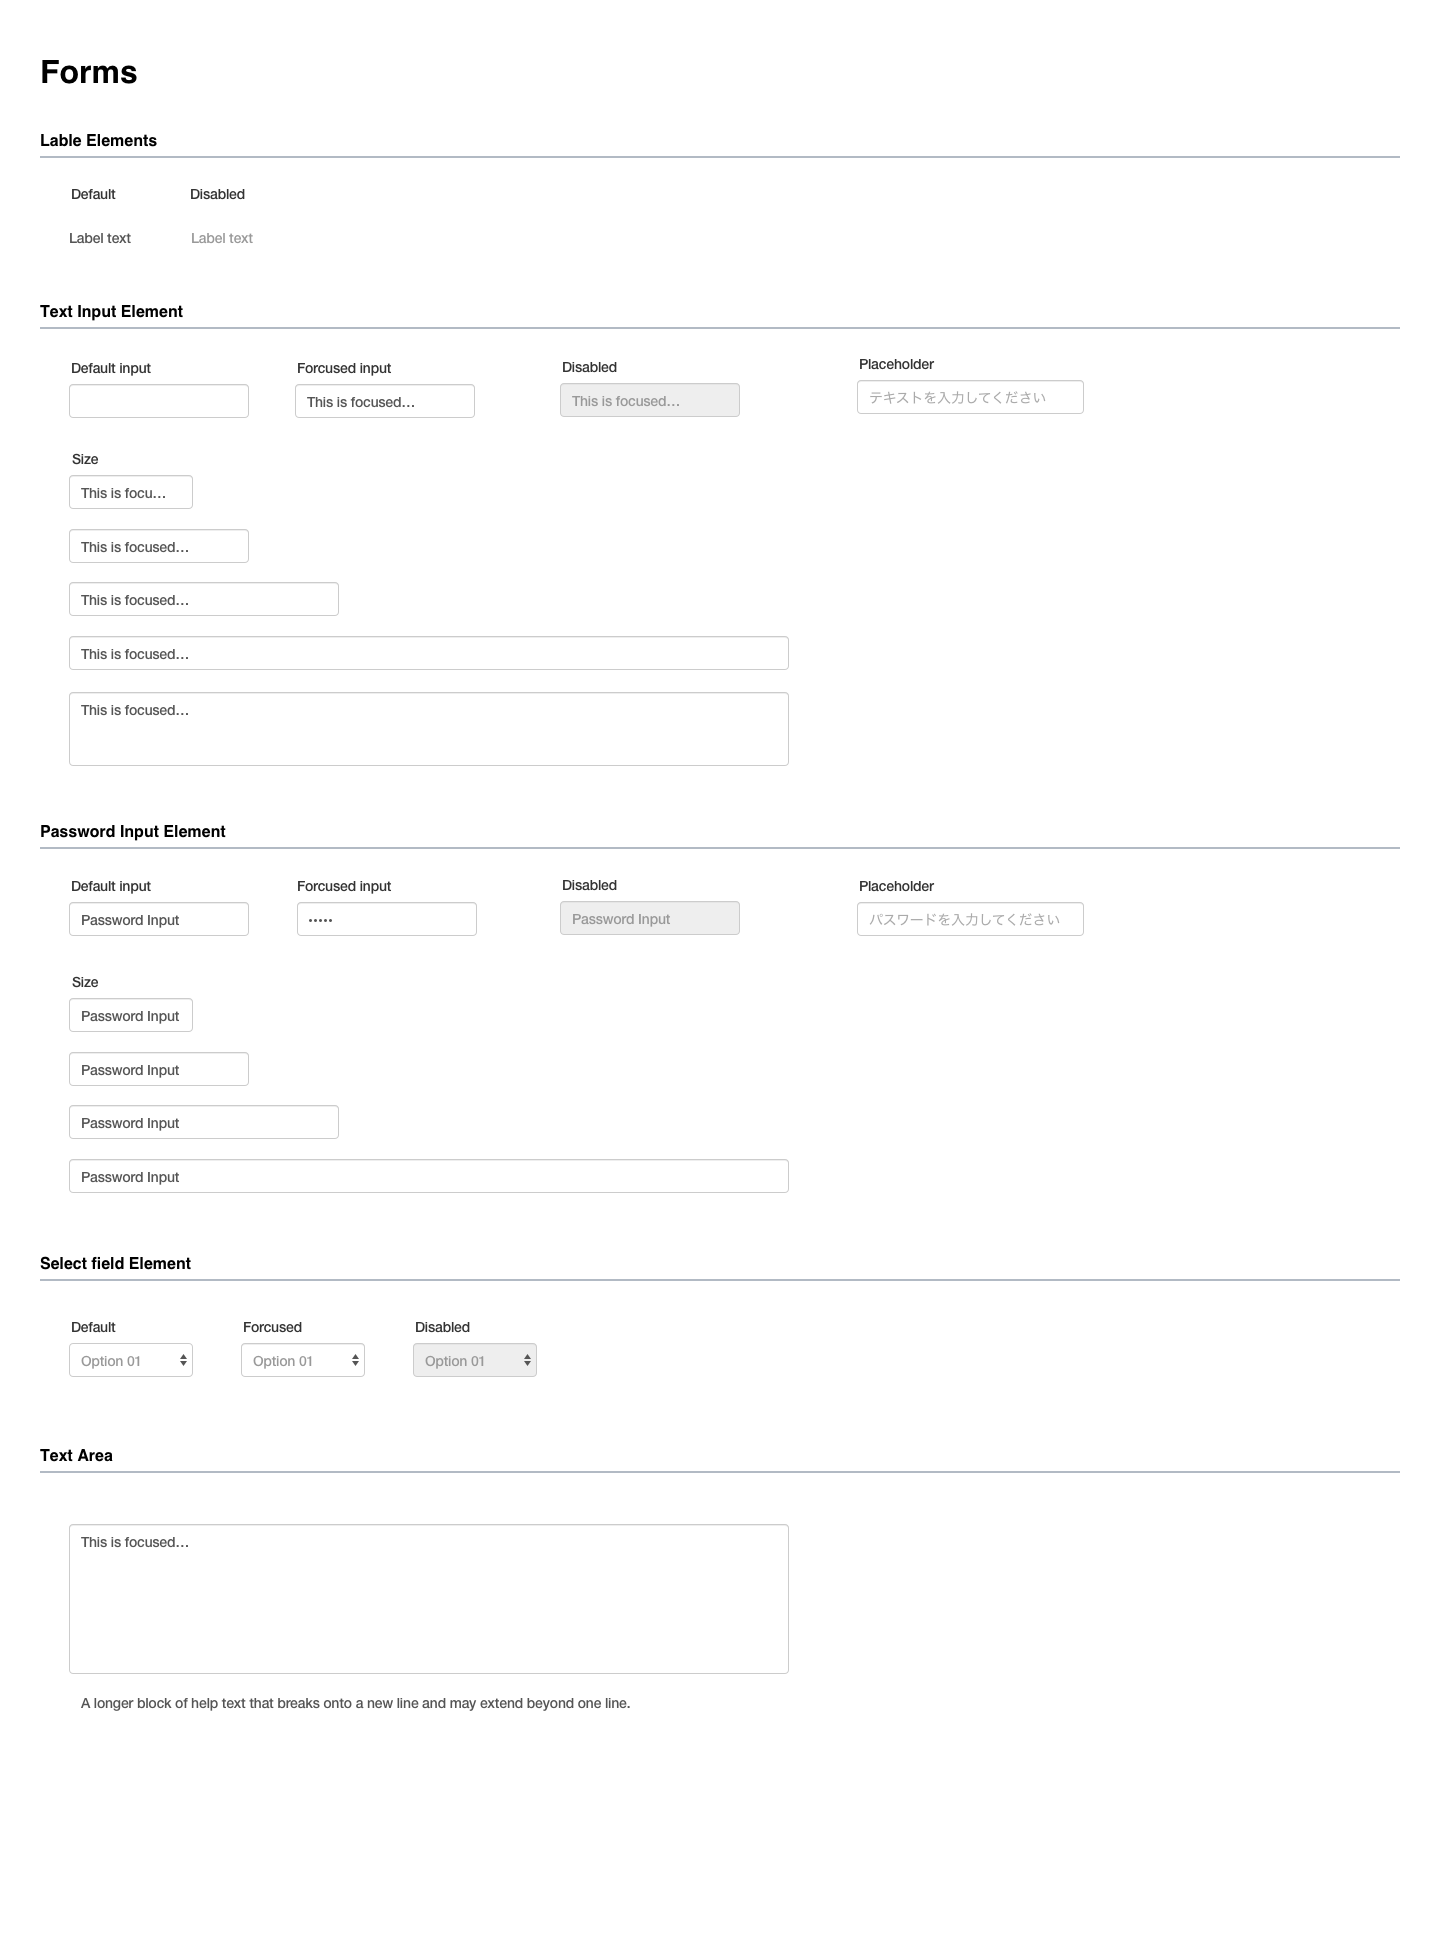 Forms
Lable Elements
Default Disabled
Label text Label text
Text Input Element
Default input Forcused input Disabled Placeholder
This is focused... This is focused... テキストを入力してください
Size
This is focu...
This is focused...
This is focused...
This is focused...
This is focused...
Password Input Element
Default input Forcused input Disabled Placeholder
Password Input ••••• Password Input パスワードを入力してください
Size
Password Input
Password Input
Password Input
Password Input
Select field Element
Default Forcused Disabled
Option 01 Option 01 Option 01
Text Area
This is focused...
A longer block of help text that breaks onto a new line and may extend beyond one line.